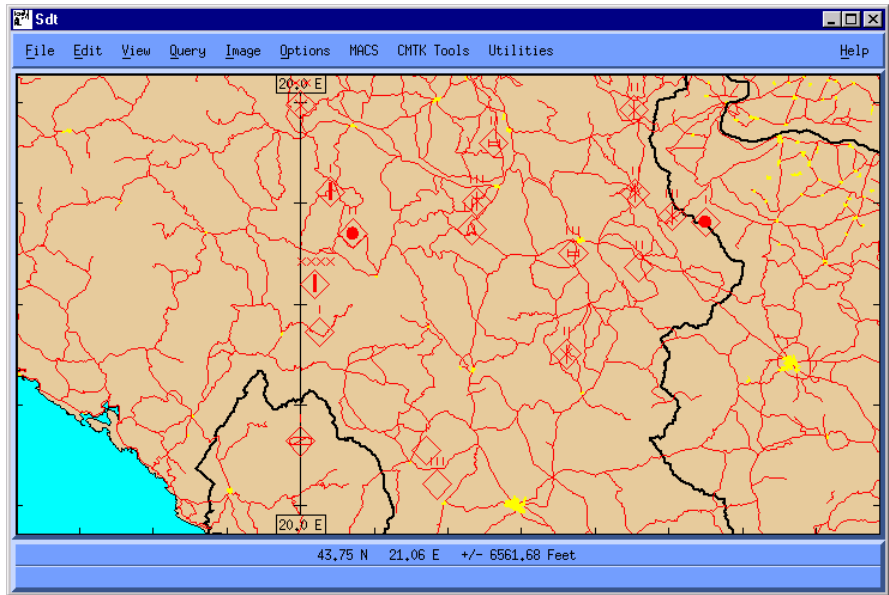 Sdt
File Edit View Query Image Options MACS CMTK Tools Utilities Help
20.0 E
XXXX
20.0 E
43.75 N 21.06 E +/- 6561.68 Feet